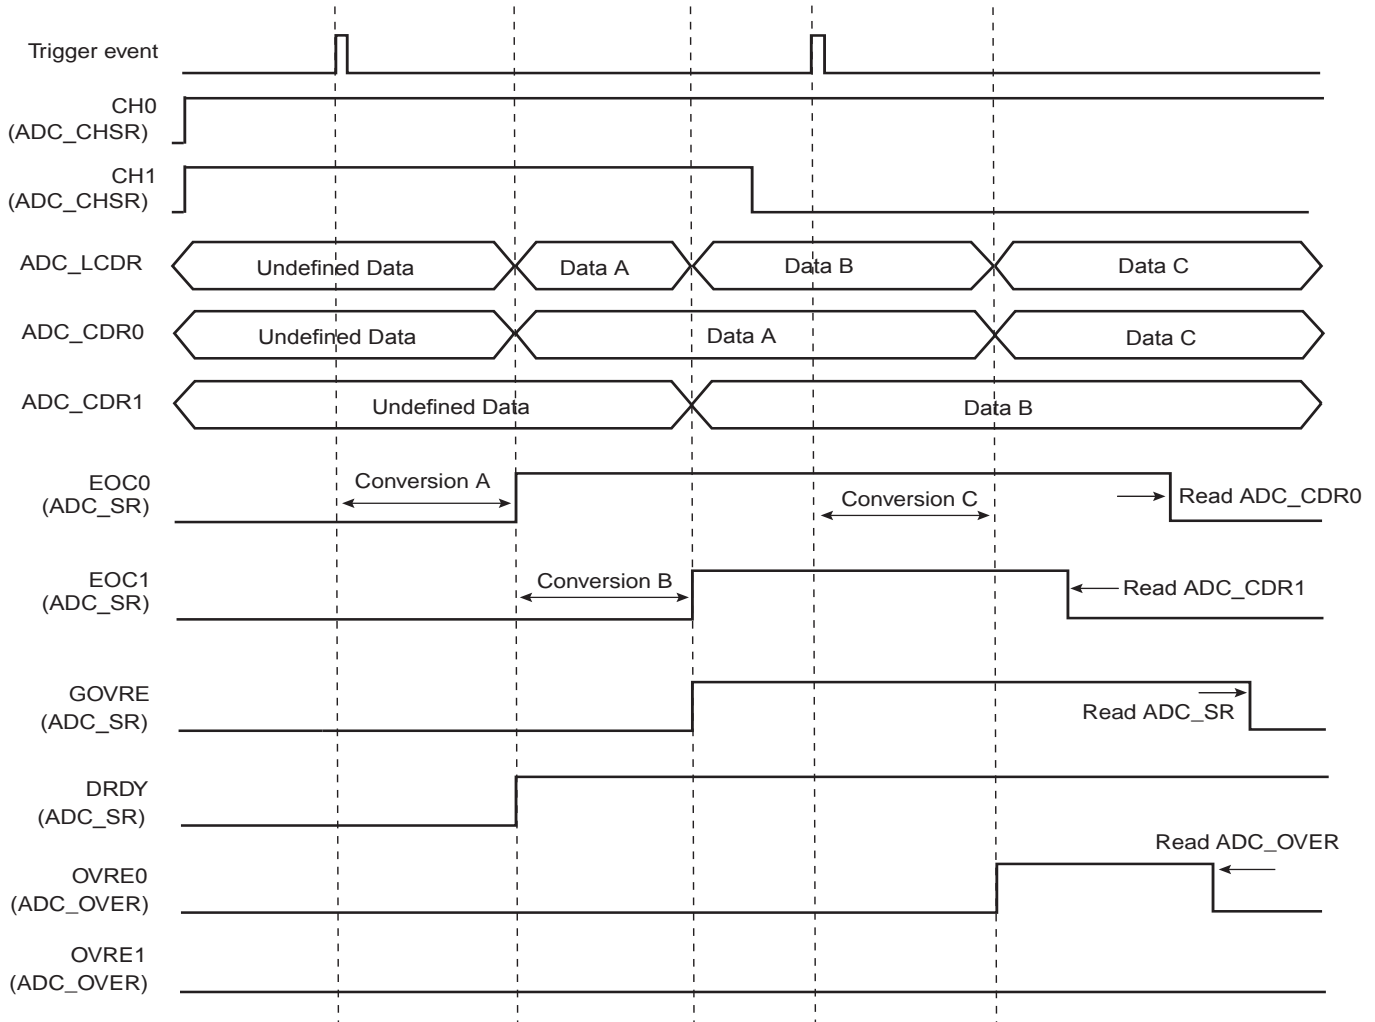 Trigger event
CH0
(ADC_CHSR)
CH1
(ADC_CHSR)
ADC_LCDR
Undefined Data
Data A
Data B
Data C
ADC_CDR0
Undefined Data
Data A
Data C
ADC_CDR1
Undefined Data
Data B
EOC0
(ADC_SR)
Conversion A
Conversion C
Read ADC_CDR0
EOC1
(ADC_SR)
Conversion B
Read ADC_CDR1
GOVRE
(ADC_SR)
Read ADC_SR
DRDY
(ADC_SR)
Read ADC_OVER
OVRE0
(ADC_OVER)
OVRE1
(ADC_OVER)